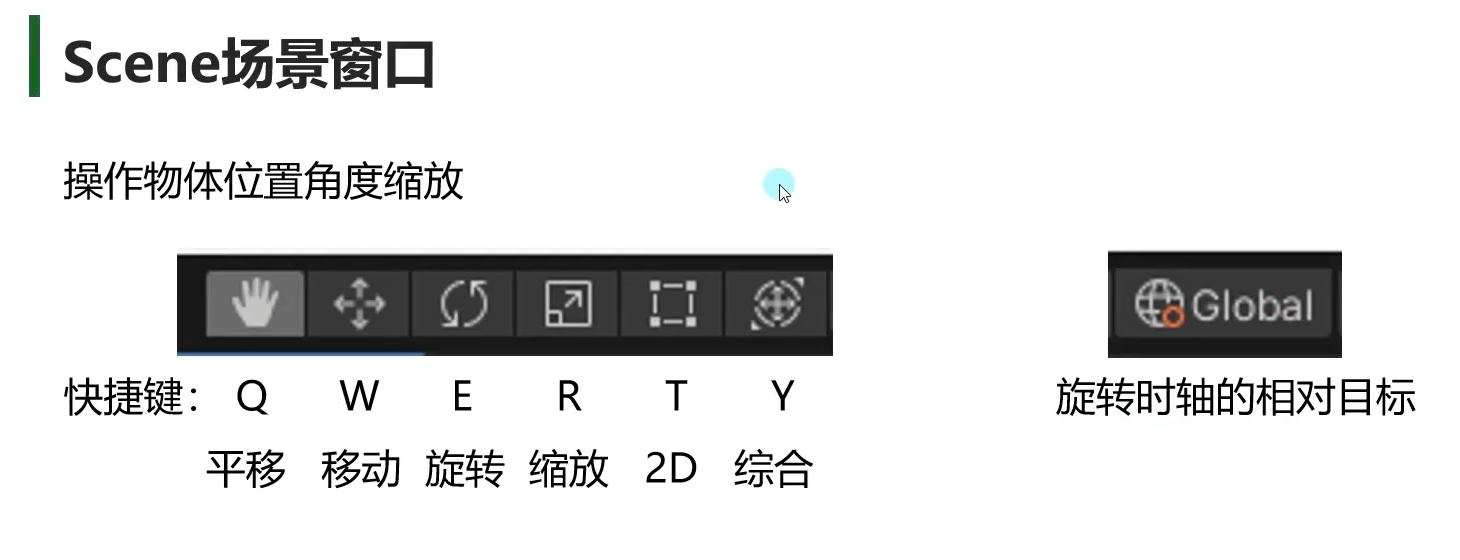 Scene场景窗口
操作物体位置角度缩放
Global
快捷键： Q W E R T Y
旋转时轴的相对目标
平移 移动 旋转 缩放 2D 综合